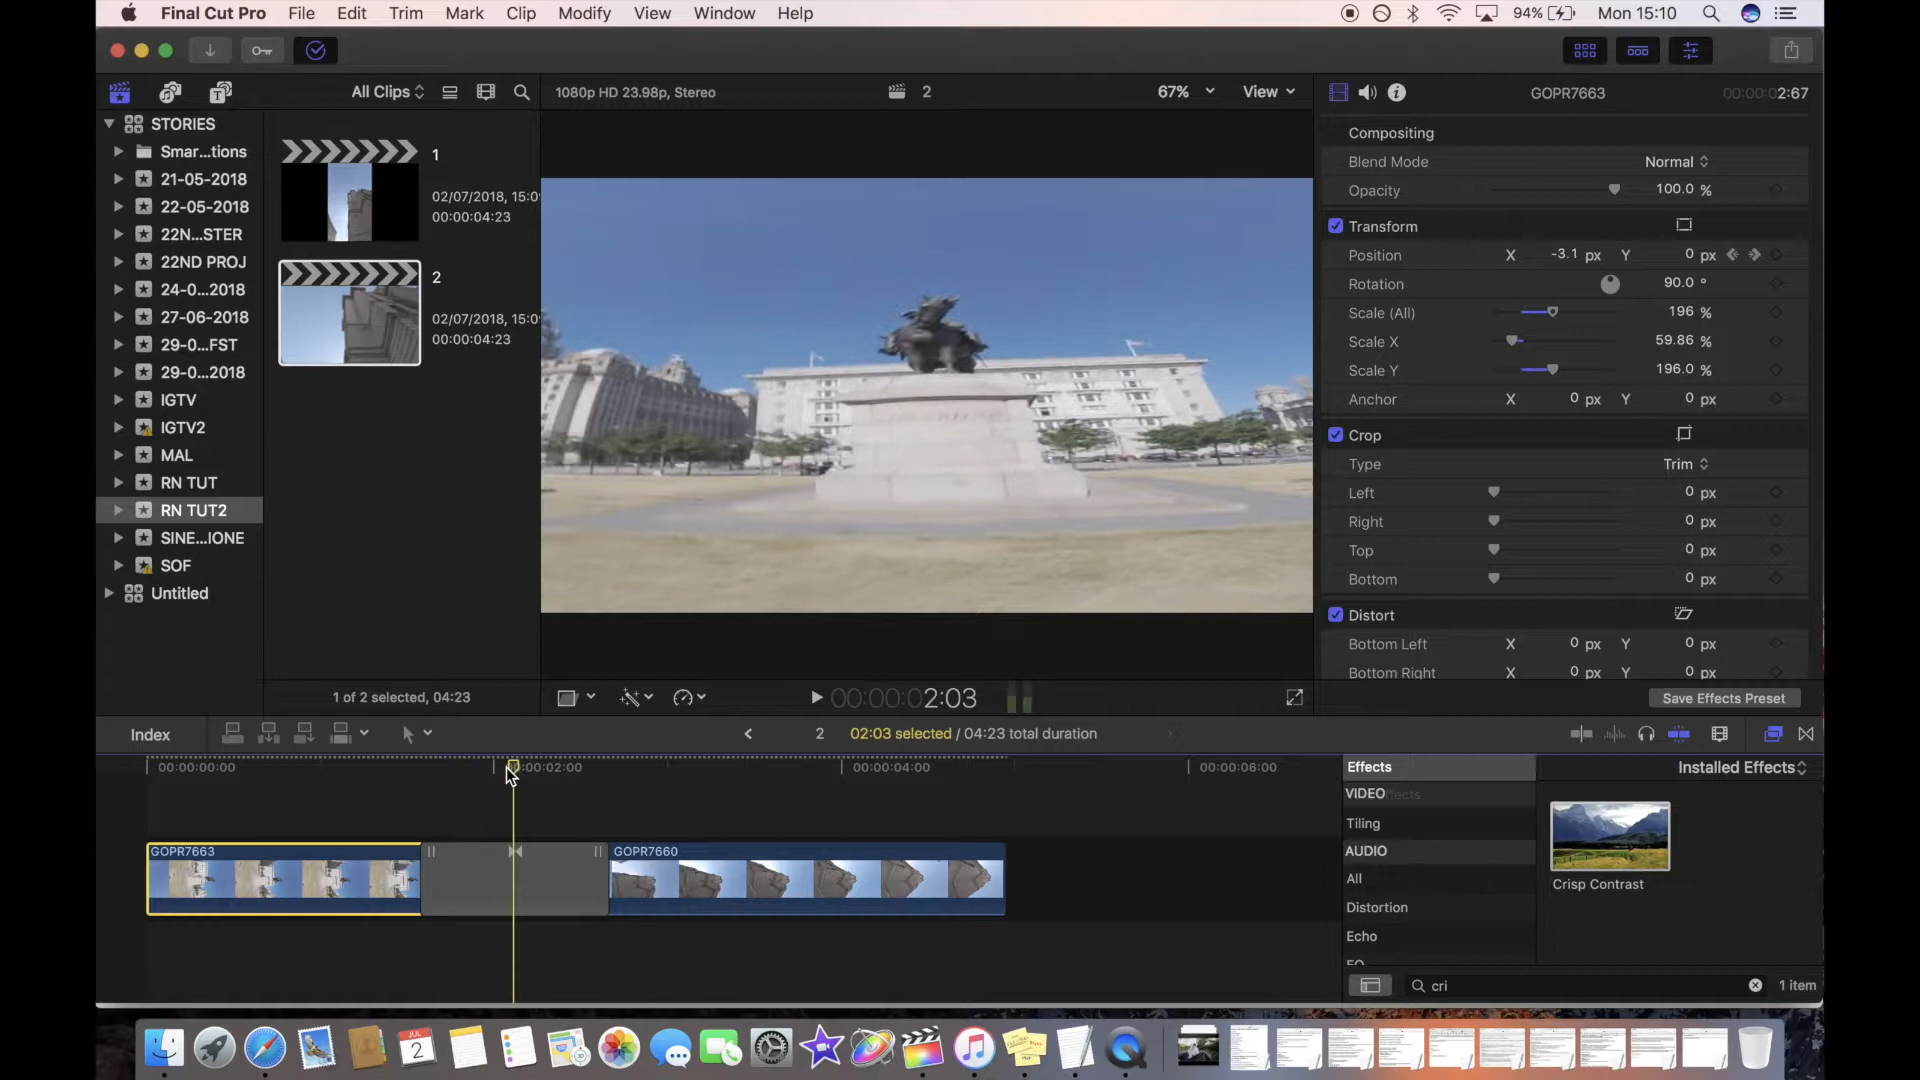 Final Cut Pro File Edit Trim Mark Clip Modify View Window Help 94% Mon 15:10
All Clips 1080p HD 23.98p, Stereo 2 67% View GOPR7663 00:00:02:67
STORIES
Smar...tions
21-05-2018
22-05-2018
22N...STER
22ND PROJ
24-0...2018
27-06-2018
29-0...FST
29-0...2018
IGTV
IGTV2
MAL
RN TUT
RN TUT2
SINE...IONE
SOF
Untitled
1
02/07/2018, 15:0
00:00:04:23
2
02/07/2018, 15:0
00:00:04:23
1 of 2 selected, 04:23
00:00:02:03
Compositing
Blend Mode Normal
Opacity 100.0 %
Transform
Position X -3.1 px Y 0 px
Rotation 90.0 °
Scale (All) 196 %
Scale X 59.86 %
Scale Y 196.0 %
Anchor X 0 px Y 0 px
Crop
Type Trim
Left 0 px
Right 0 px
Top 0 px
Bottom 0 px
Distort
Bottom Left X 0 px Y 0 px
Bottom Right X 0 px Y 0 px
Save Effects Preset
Index 2 02:03 selected / 04:23 total duration
00:00:00:00 00:00:02:00 00:00:04:00 00:00:06:00
GOPR7663 GOPR7660
Effects Installed Effects
VIDEO
Tiling
AUDIO
All
Distortion
Echo
EQ
Crisp Contrast
cri 1 item
JUL
2